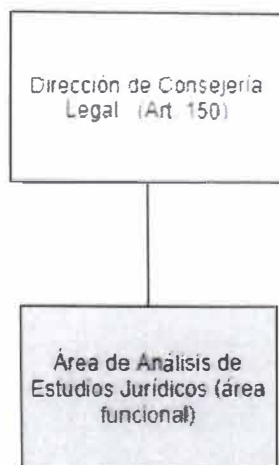 Dirección de Consejería
Legal (Art. 150)
Área de Análisis de
Estudios Jurídicos (área
funcional)